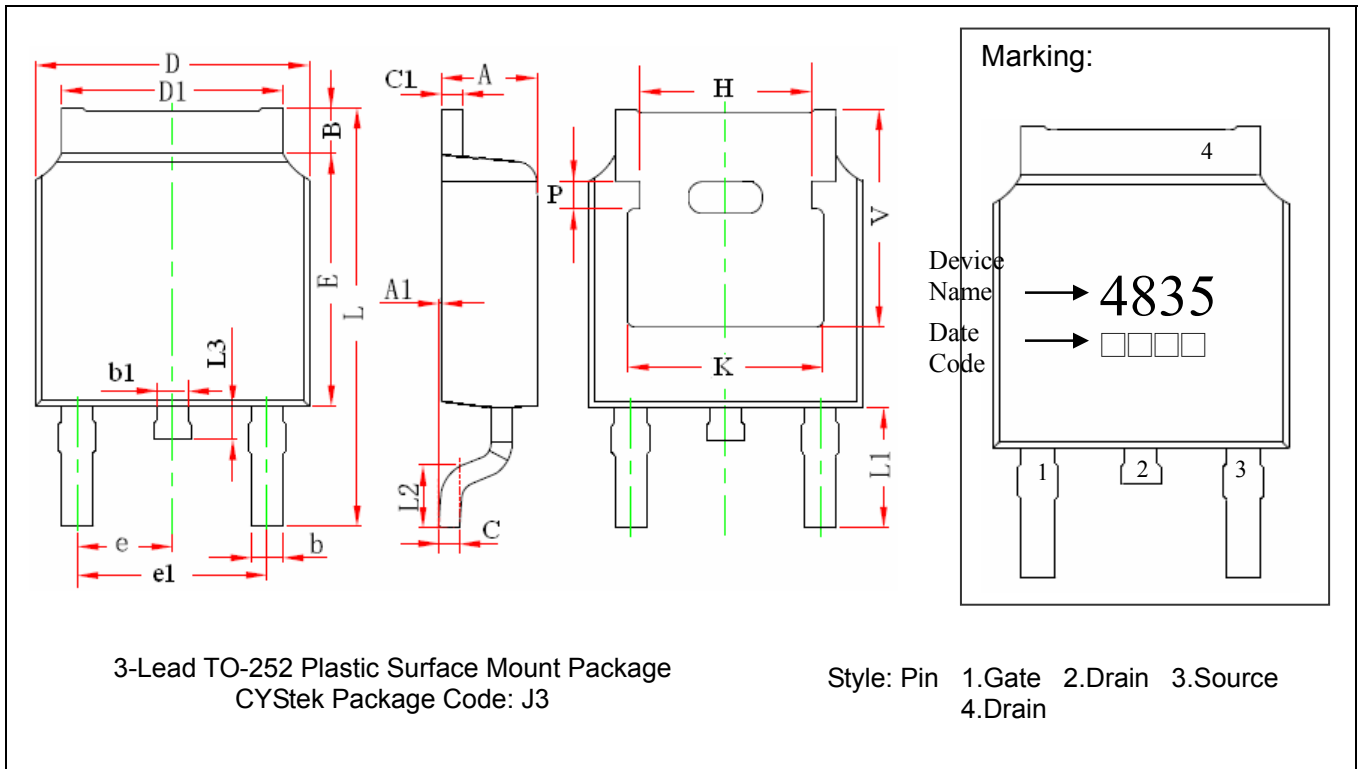 D
D1
B
E
L
L3
b1
e
e1
b
C1
A
A1
L2
C
H
P
V
K
L1
Marking:
4
Device
Name
4835
Date
Code
□□□□
1
2
3
3-Lead TO-252 Plastic Surface Mount Package
CYStek Package Code: J3
Style: Pin 1.Gate 2.Drain 3.Source
4.Drain